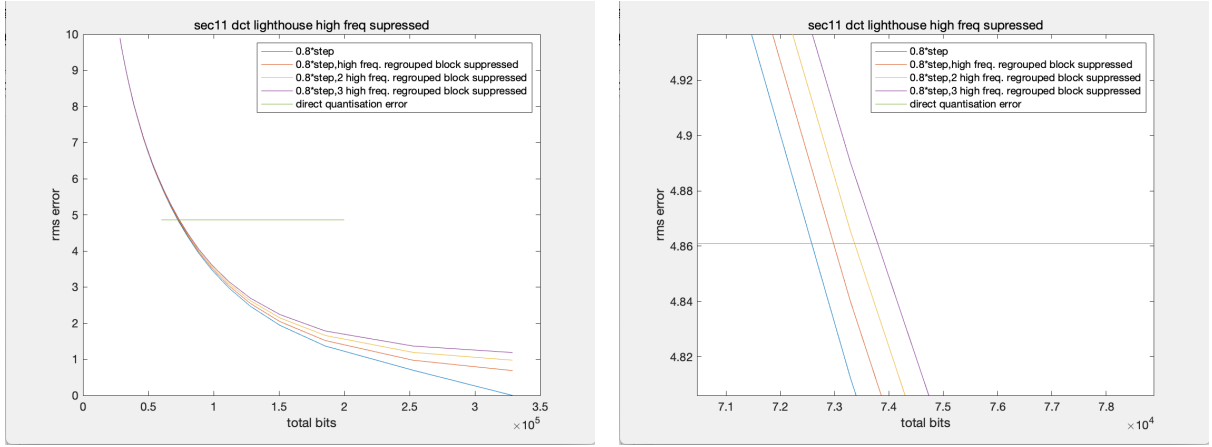 sec11 dct lighthouse high freq supressed
10
9
8
7
6
5
4
3
2
1
0
rms error
0.8*step
0.8*step,high freq. regrouped block suppressed
0.8*step,2 high freq. regrouped block suppressed
0.8*step,3 high freq. regrouped block suppressed
direct quantisation error
0 0.5 1 1.5 2 2.5 3 3.5
total bits
×10^5
sec11 dct lighthouse high freq supressed
4.92
4.9
4.88
4.86
4.84
4.82
rms error
0.8*step
0.8*step,high freq. regrouped block suppressed
0.8*step,2 high freq. regrouped block suppressed
0.8*step,3 high freq. regrouped block suppressed
direct quantisation error
7.1 7.2 7.3 7.4 7.5 7.6 7.7 7.8
total bits
×10^4